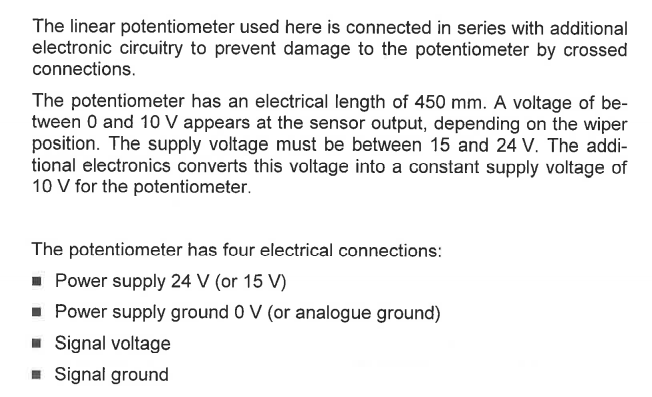 The linear potentiometer used here is connected in series with additional
electronic circuitry to prevent damage to the potentiometer by crossed
connections.
The potentiometer has an electrical length of 450 mm. A voltage of be-
tween 0 and 10 V appears at the sensor output, depending on the wiper
position. The supply voltage must be between 15 and 24 V. The addi-
tional electronics converts this voltage into a constant supply voltage of
10 V for the potentiometer.
The potentiometer has four electrical connections:
■ Power supply 24 V (or 15 V)
■ Power supply ground 0 V (or analogue ground)
■ Signal voltage
■ Signal ground